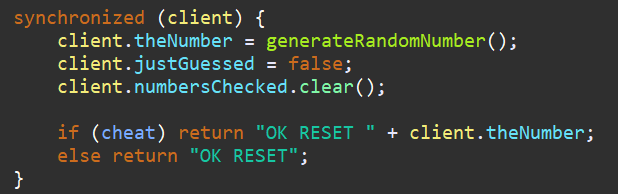 synchronized (client) {
    client.theNumber = generateRandomNumber();
    client.justGuessed = false;
    client.numbersChecked.clear();

    if (cheat) return "OK RESET " + client.theNumber;
    else return "OK RESET";
}